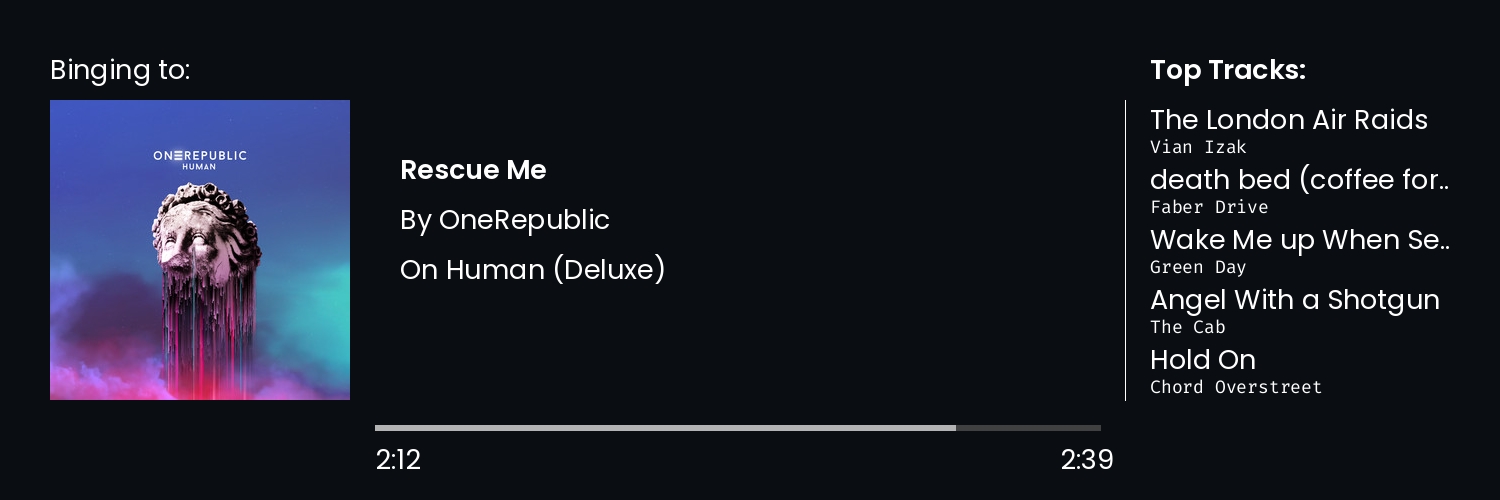 Binging to:
ONEREPUBLIC
HUMAN
Rescue Me
By OneRepublic
On Human (Deluxe)
2:12
2:39
Top Tracks:
The London Air Raids
Vian Izak
death bed (coffee for..
Faber Drive
Wake Me up When Se..
Green Day
Angel With a Shotgun
The Cab
Hold On
Chord Overstreet